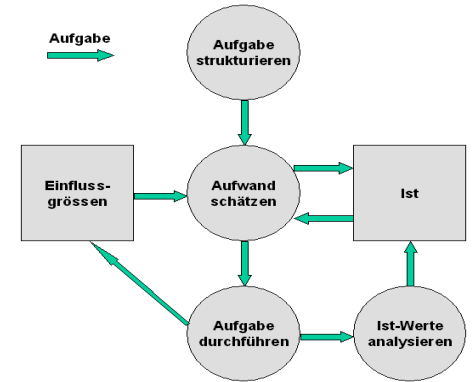 Aufgabe
Aufgabe
strukturieren
Einfluss-
grössen
Aufwand
schätzen
Ist
Aufgabe
durchführen
Ist-Werte
analysieren